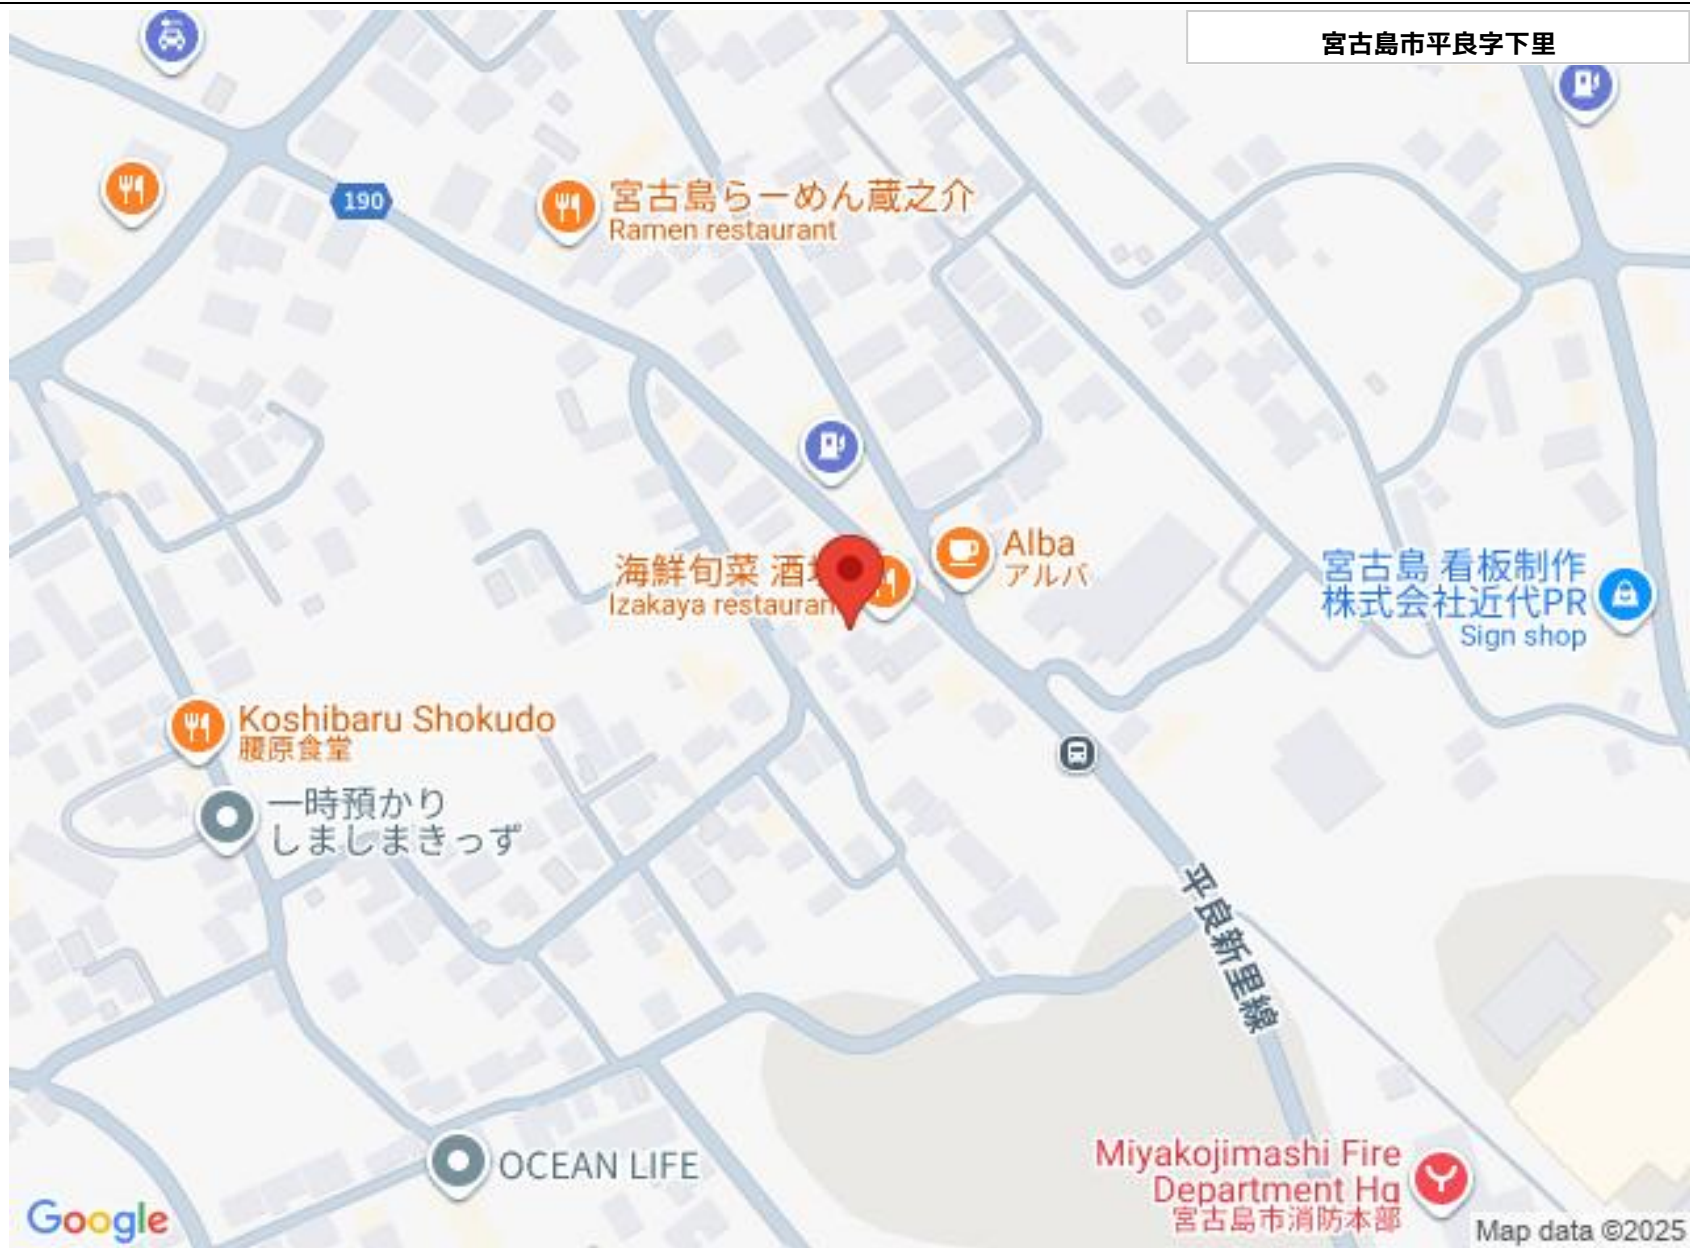 宮古島市平良字下里
190
宮古島らーめん蔵之介
Ramen restaurant
Alba
アルバ
海鮮旬菜 酒
Izakaya restauran
宮古島 看板制作
株式会社近代PR
Sign shop
Koshibaru Shokudo
腰原食堂
一時預かり
しましまきっず
平良新里線
OCEAN LIFE
Miyakojimashi Fire
Department Hq
宮古島市消防本部
Google
Map data ©2025